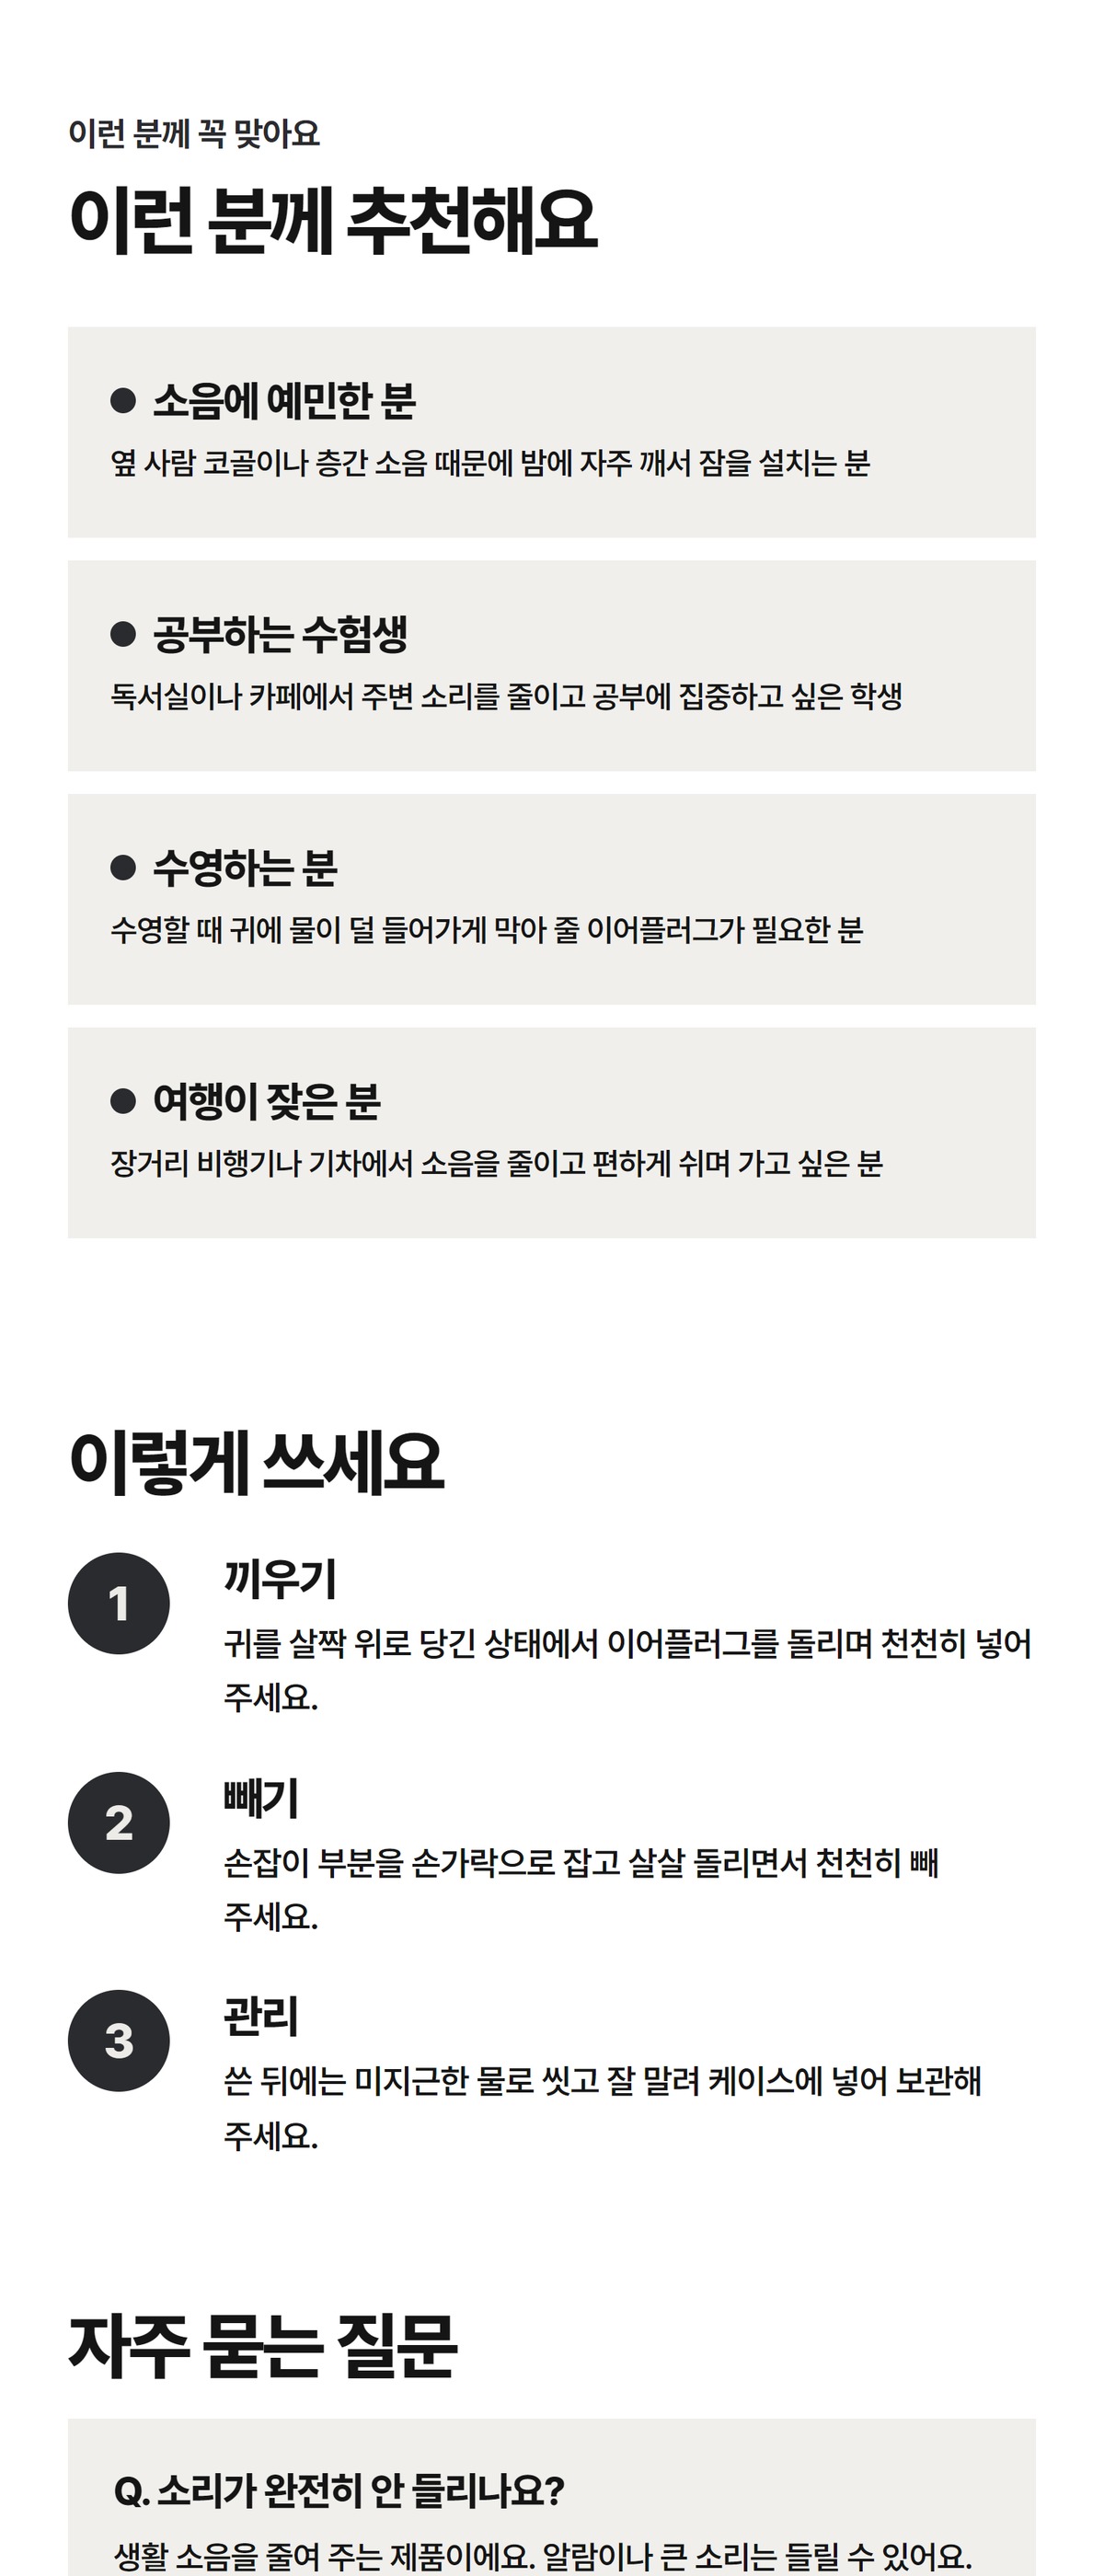 이런 분께 꼭 맞아요
이런 분께 추천해요
소음에 예민한 분
옆 사람 코골이나 층간 소음 때문에 밤에 자주 깨서 잠을 설치는 분
공부하는 수험생
독서실이나 카페에서 주변 소리를 줄이고 공부에 집중하고 싶은 학생
수영하는 분
수영할 때 귀에 물이 덜 들어가게 막아 줄 이어플러그가 필요한 분
여행이 잦은 분
장거리 비행기나 기차에서 소음을 줄이고 편하게 쉬며 가고 싶은 분
이렇게 쓰세요
1
끼우기
귀를 살짝 위로 당긴 상태에서 이어플러그를 돌리며 천천히 넣어
주세요.
2
빼기
손잡이 부분을 손가락으로 잡고 살살 돌리면서 천천히 빼
주세요.
3
관리
쓴 뒤에는 미지근한 물로 씻고 잘 말려 케이스에 넣어 보관해
주세요.
자주 묻는 질문
Q. 소리가 완전히 안 들리나요?
생활 소음을 줄여 주는 제품이에요. 알람이나 큰 소리는 들릴 수 있어요.